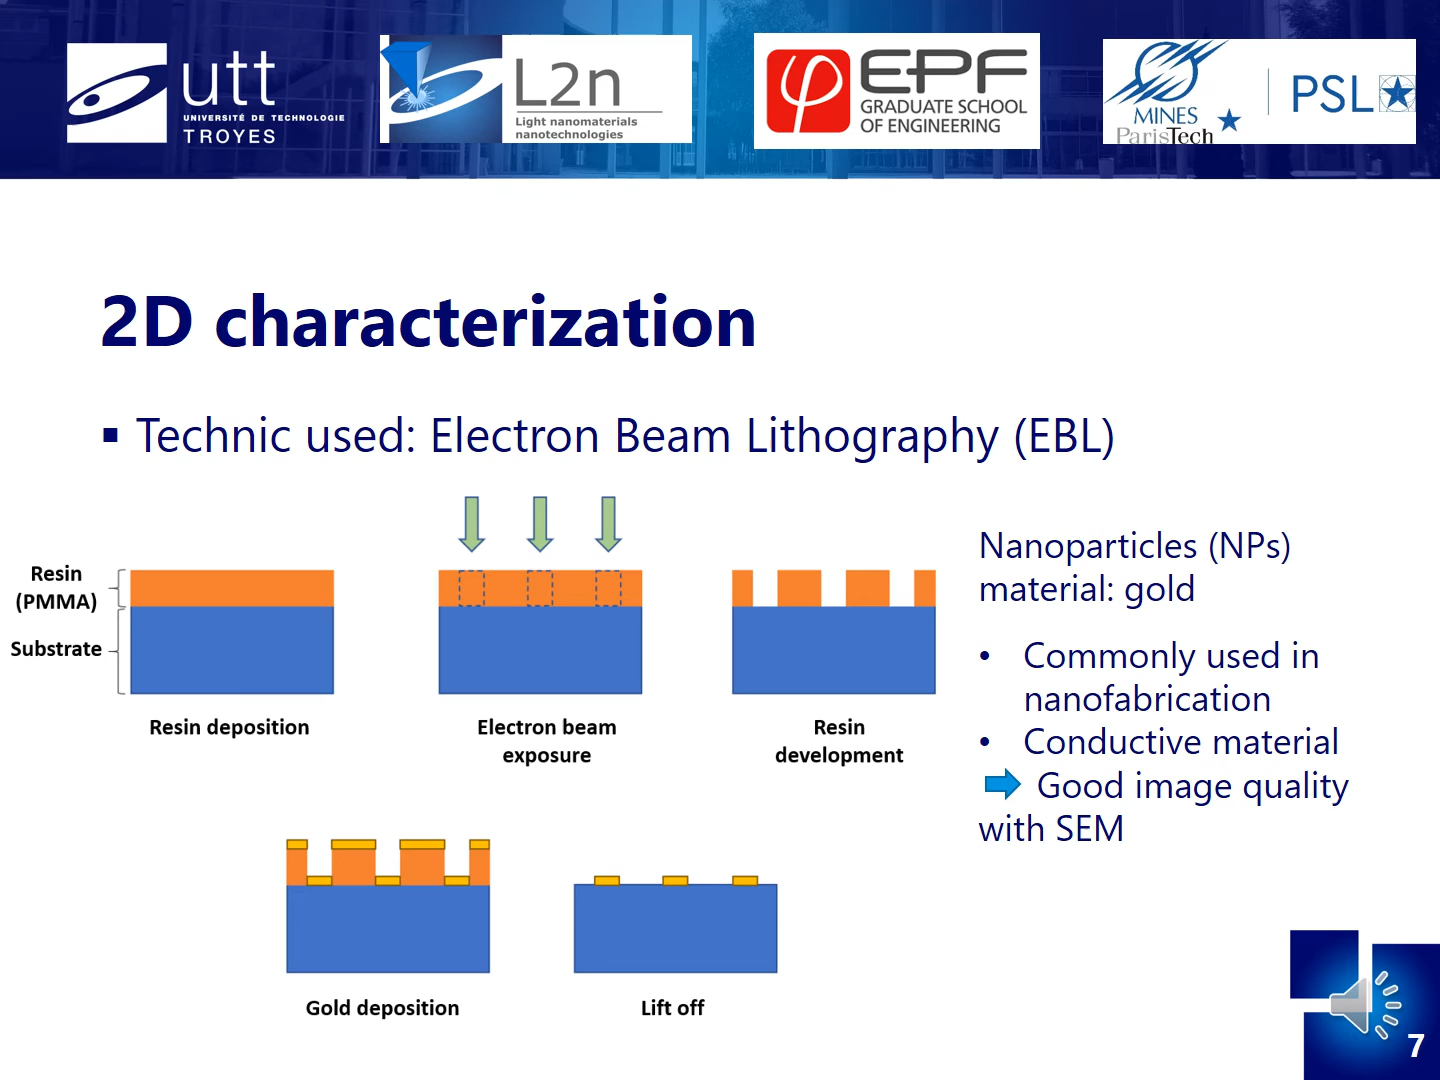 utt
UNIVERSITÉ DE TECHNOLOGIE
TROYES
L2n
Light nanomaterials
nanotechnologies
EPF
GRADUATE SCHOOL
OF ENGINEERING
MINES
ParisTech
PSL
2D characterization
▪ Technic used: Electron Beam Lithography (EBL)
Resin
(PMMA)
Substrate
Resin deposition
Electron beam
exposure
Resin
development
Gold deposition
Lift off
Nanoparticles (NPs)
material: gold
• Commonly used in
nanofabrication
• Conductive material
Good image quality
with SEM
7